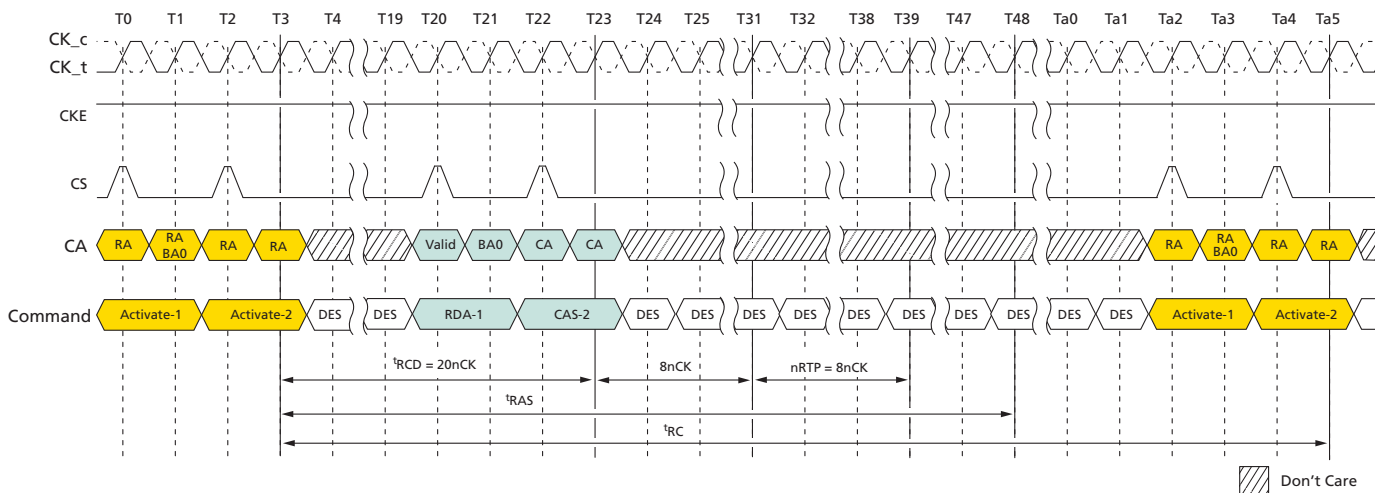 T0 T1 T2 T3 T4 T19 T20 T21 T22 T23 T24 T25 T31 T32 T38 T39 T47 T48 Ta0 Ta1 Ta2 Ta3 Ta4 Ta5
CK_c
CK_t
CKE
CS
CA RA RA BA0 RA RA Valid BA0 CA CA RA RA BA0 RA RA
Command Activate-1 Activate-2 DES DES RDA-1 CAS-2 DES DES DES DES DES DES DES DES DES DES Activate-1 Activate-2
tRCD = 20nCK 8nCK nRTP = 8nCK
tRAS
tRC
Don't Care